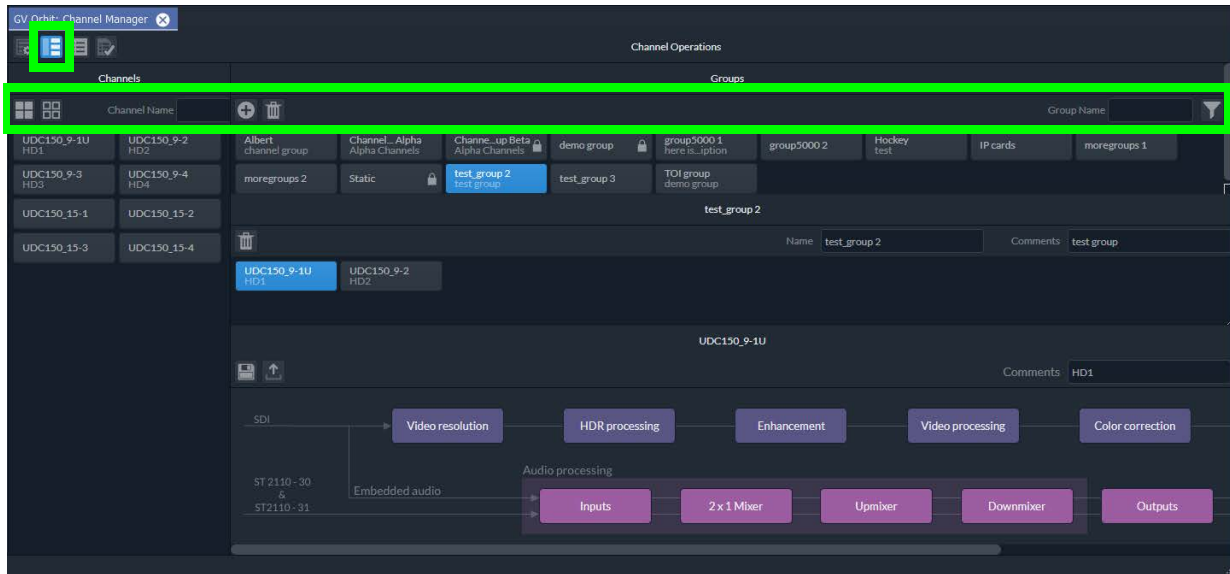 GV Orbit: Channel Manager
Channel Operations
Channels
Groups
Channel Name
Group Name
UDC150_9-1U
HD1
UDC150_9-2
HD2
UDC150_9-3
HD3
UDC150_9-4
HD4
UDC150_15-1
UDC150_15-2
UDC150_15-3
UDC150_15-4
Albert
channel group
Channel... Alpha
Alpha Channels
Channe...up Beta
Alpha Channels
demo group
group5000 1
here is...iption
group5000 2
Hockey
test
IP cards
moregroups 1
moregroups 2
Static
test_group 2
test group
test_group 3
TOI group
demo group
test_group 2
Name test_group 2
Comments test group
UDC150_9-1U
HD1
UDC150_9-2
HD2
UDC150_9-1U
Comments HD1
SDI
Video resolution
HDR processing
Enhancement
Video processing
Color correction
Audio processing
ST 2110 - 30
&
ST2110 - 31
Embedded audio
Inputs
2 x 1 Mixer
Upmixer
Downmixer
Outputs